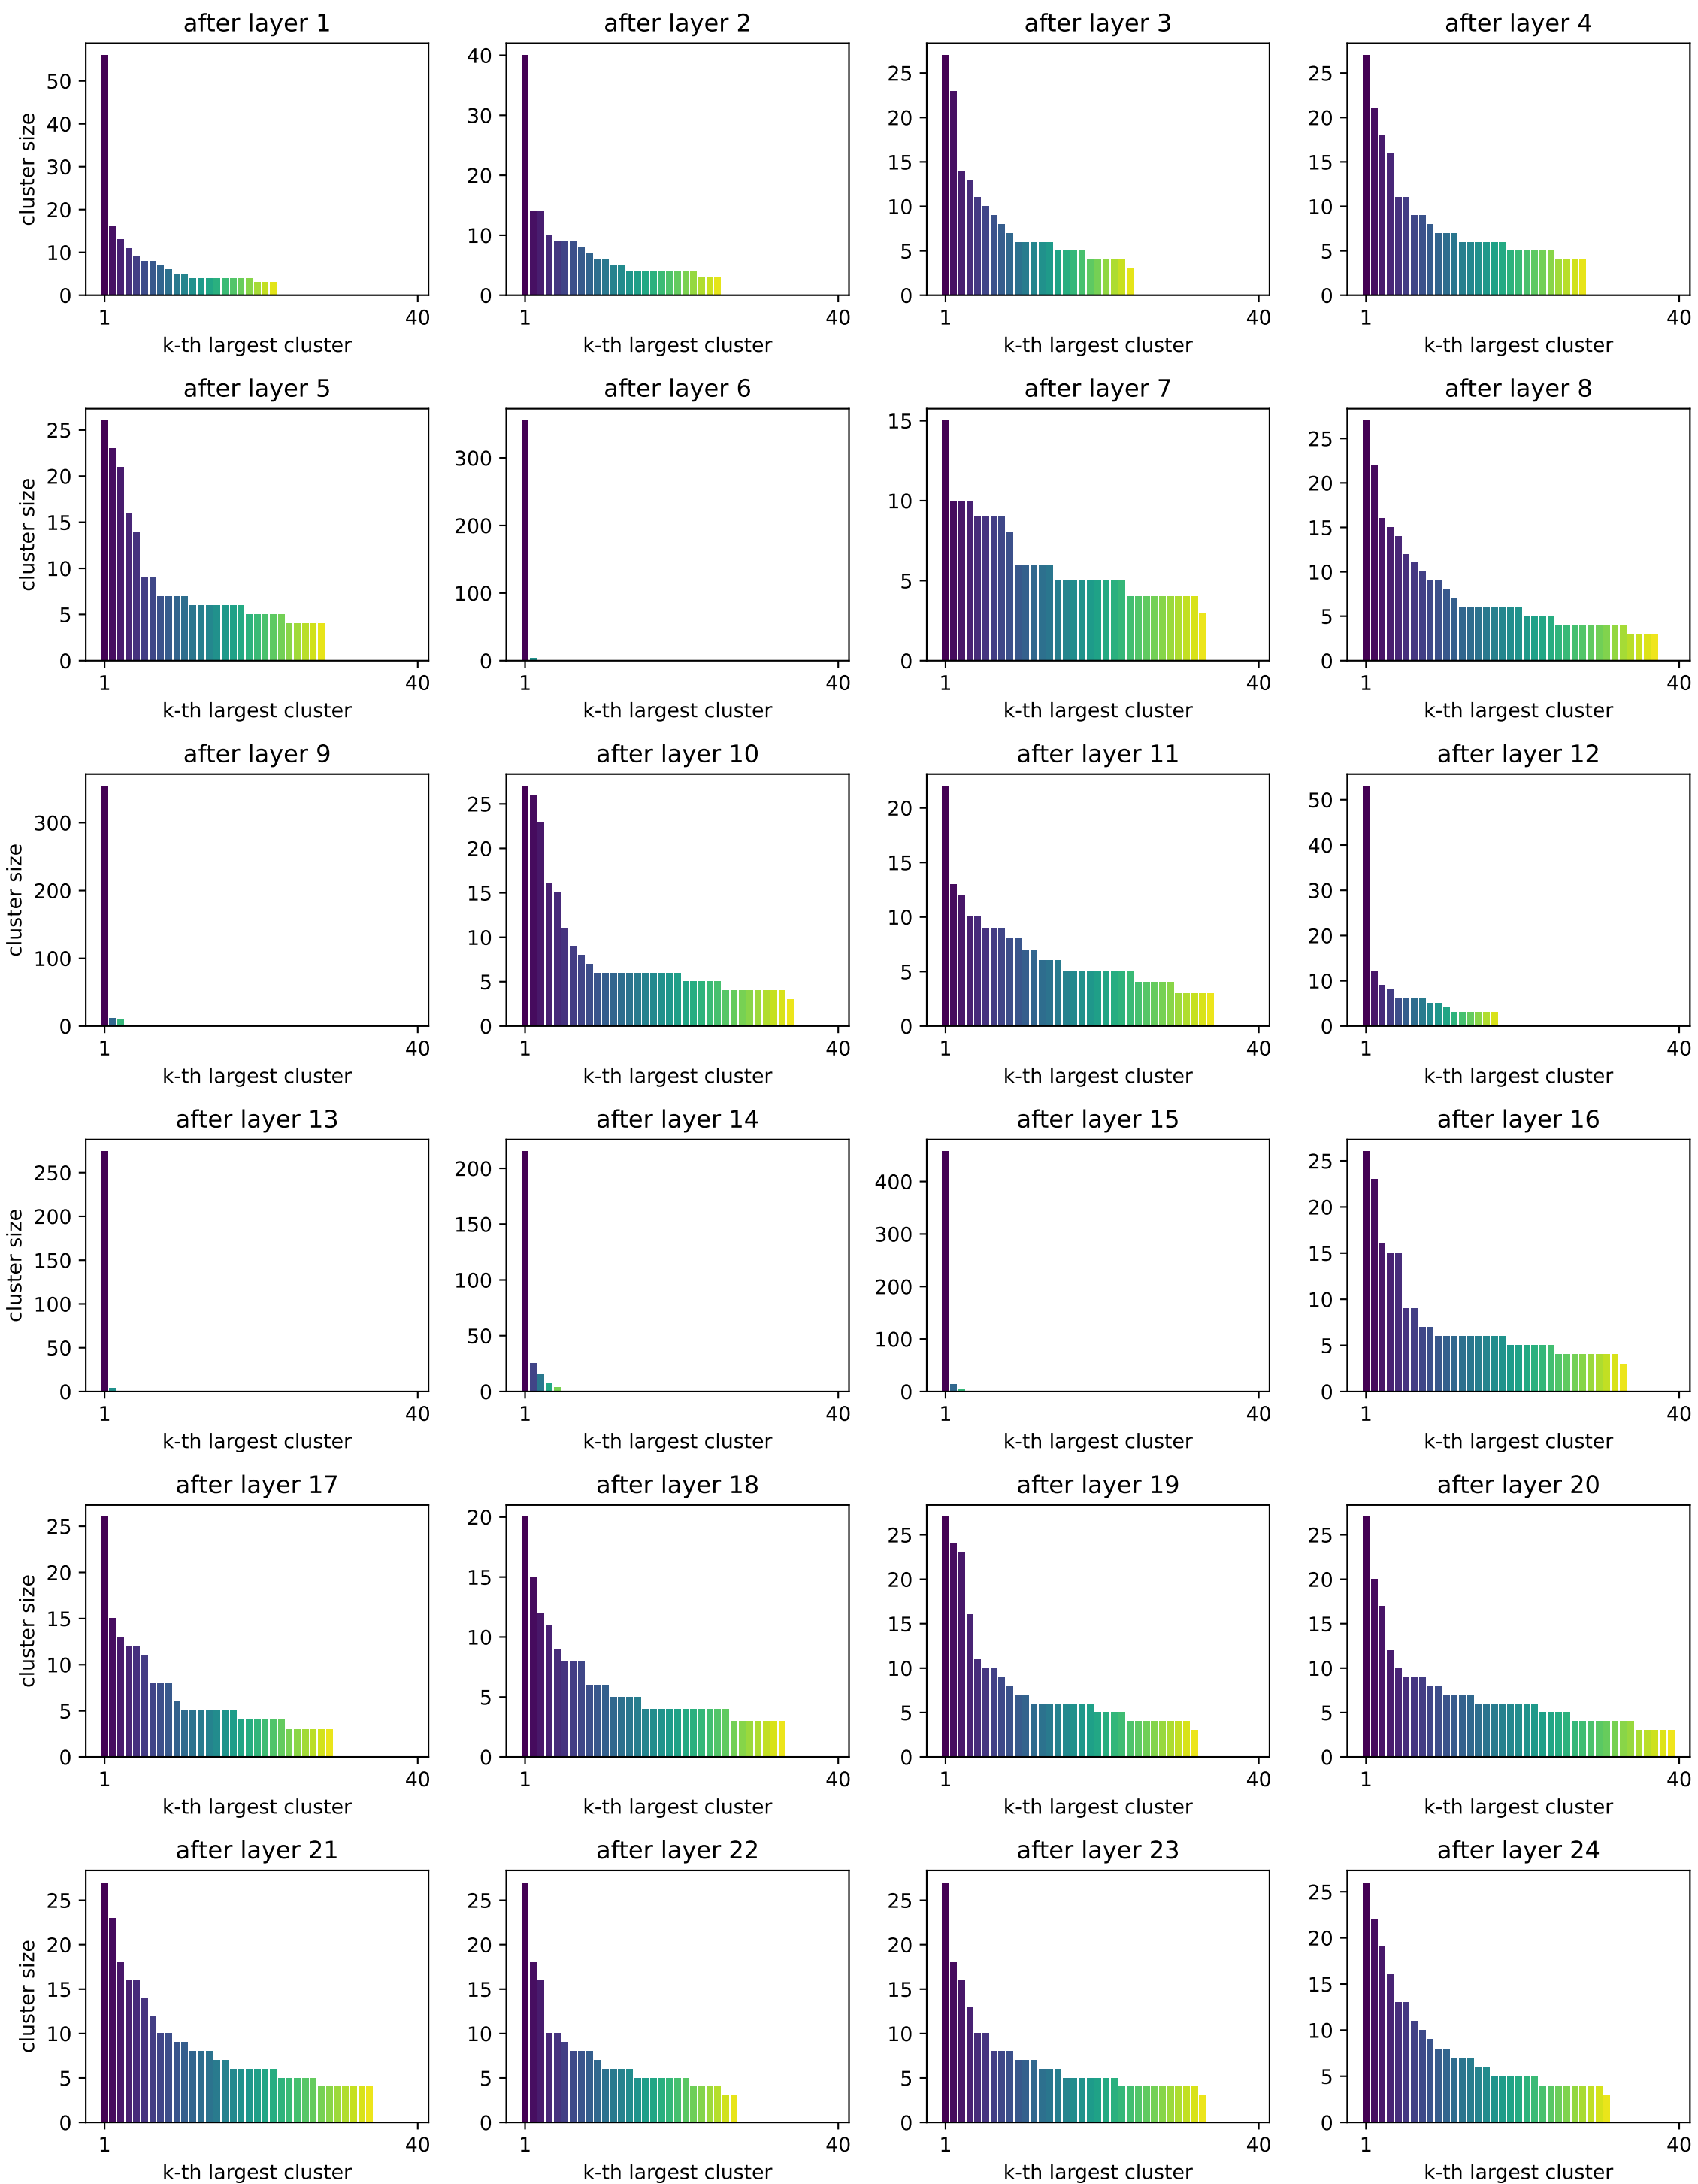 after layer 1
after layer 2
after layer 3
after layer 4
cluster size
50
40
30
20
10
0
40
30
20
10
0
25
20
15
10
5
0
25
20
15
10
5
0
1 40
1 40
1 40
1 40
k-th largest cluster
k-th largest cluster
k-th largest cluster
k-th largest cluster
after layer 5
after layer 6
after layer 7
after layer 8
cluster size
25
20
15
10
5
0
300
200
100
0
15
10
5
0
25
20
15
10
5
0
1 40
1 40
1 40
1 40
k-th largest cluster
k-th largest cluster
k-th largest cluster
k-th largest cluster
after layer 9
after layer 10
after layer 11
after layer 12
cluster size
300
200
100
0
25
20
15
10
5
0
20
15
10
5
0
50
40
30
20
10
0
1 40
1 40
1 40
1 40
k-th largest cluster
k-th largest cluster
k-th largest cluster
k-th largest cluster
after layer 13
after layer 14
after layer 15
after layer 16
cluster size
250
200
150
100
50
0
200
150
100
50
0
400
300
200
100
0
25
20
15
10
5
0
1 40
1 40
1 40
1 40
k-th largest cluster
k-th largest cluster
k-th largest cluster
k-th largest cluster
after layer 17
after layer 18
after layer 19
after layer 20
cluster size
25
20
15
10
5
0
20
15
10
5
0
25
20
15
10
5
0
25
20
15
10
5
0
1 40
1 40
1 40
1 40
k-th largest cluster
k-th largest cluster
k-th largest cluster
k-th largest cluster
after layer 21
after layer 22
after layer 23
after layer 24
cluster size
25
20
15
10
5
0
25
20
15
10
5
0
25
20
15
10
5
0
25
20
15
10
5
0
1 40
1 40
1 40
1 40
k-th largest cluster
k-th largest cluster
k-th largest cluster
k-th largest cluster